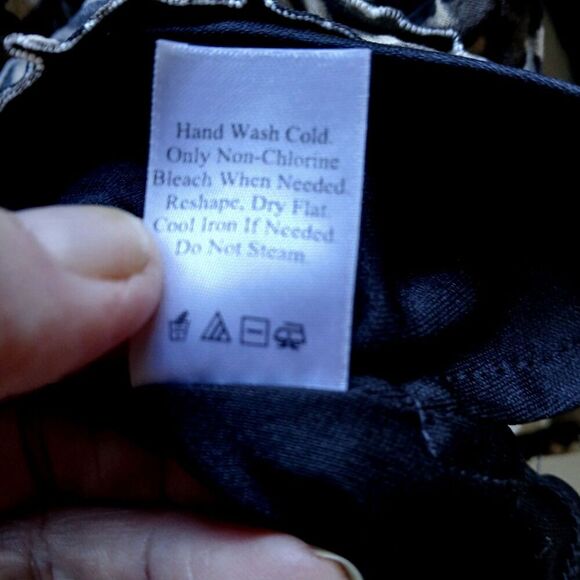 Hand Wash Cold.
Only Non-Chlorine
Bleach When Needed.
Reshape, Dry Flat.
Cool Iron If Needed.
Do Not Steam